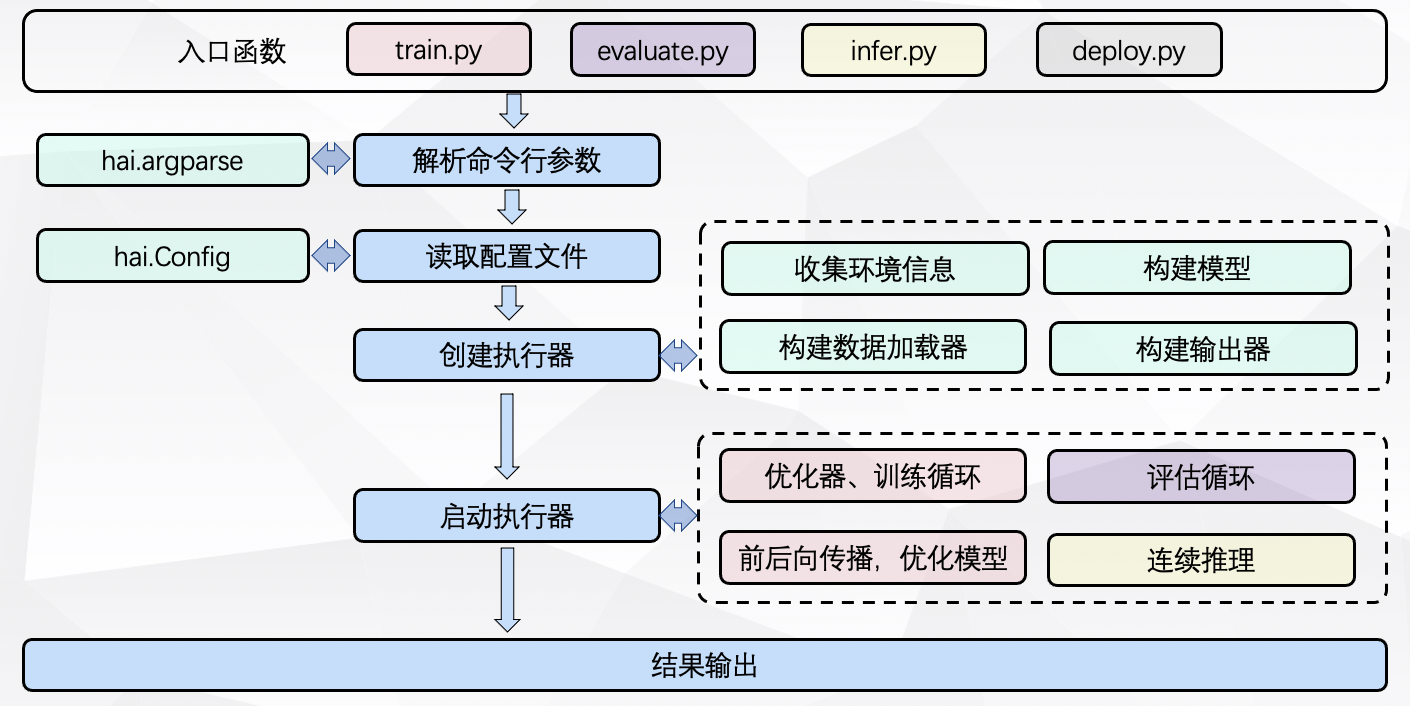 入口函数
train.py
evaluate.py
infer.py
deploy.py
hai.argparse
解析命令行参数
hai.Config
读取配置文件
收集环境信息
构建模型
创建执行器
构建数据加载器
构建输出器
优化器、训练循环
评估循环
启动执行器
前后向传播，优化模型
连续推理
结果输出